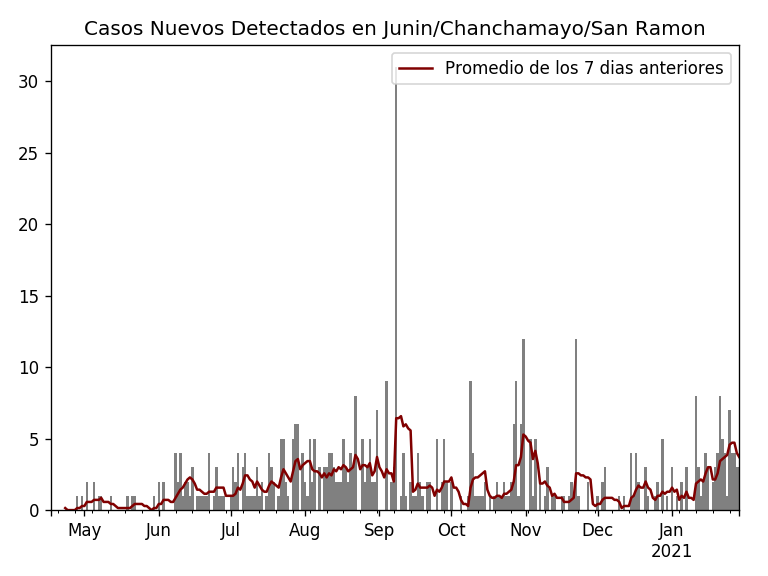 Casos Nuevos Detectados en Junin/Chanchamayo/San Ramon
Promedio de los 7 dias anteriores
30
25
20
15
10
5
0
May Jun Jul Aug Sep Oct Nov Dec Jan
2021